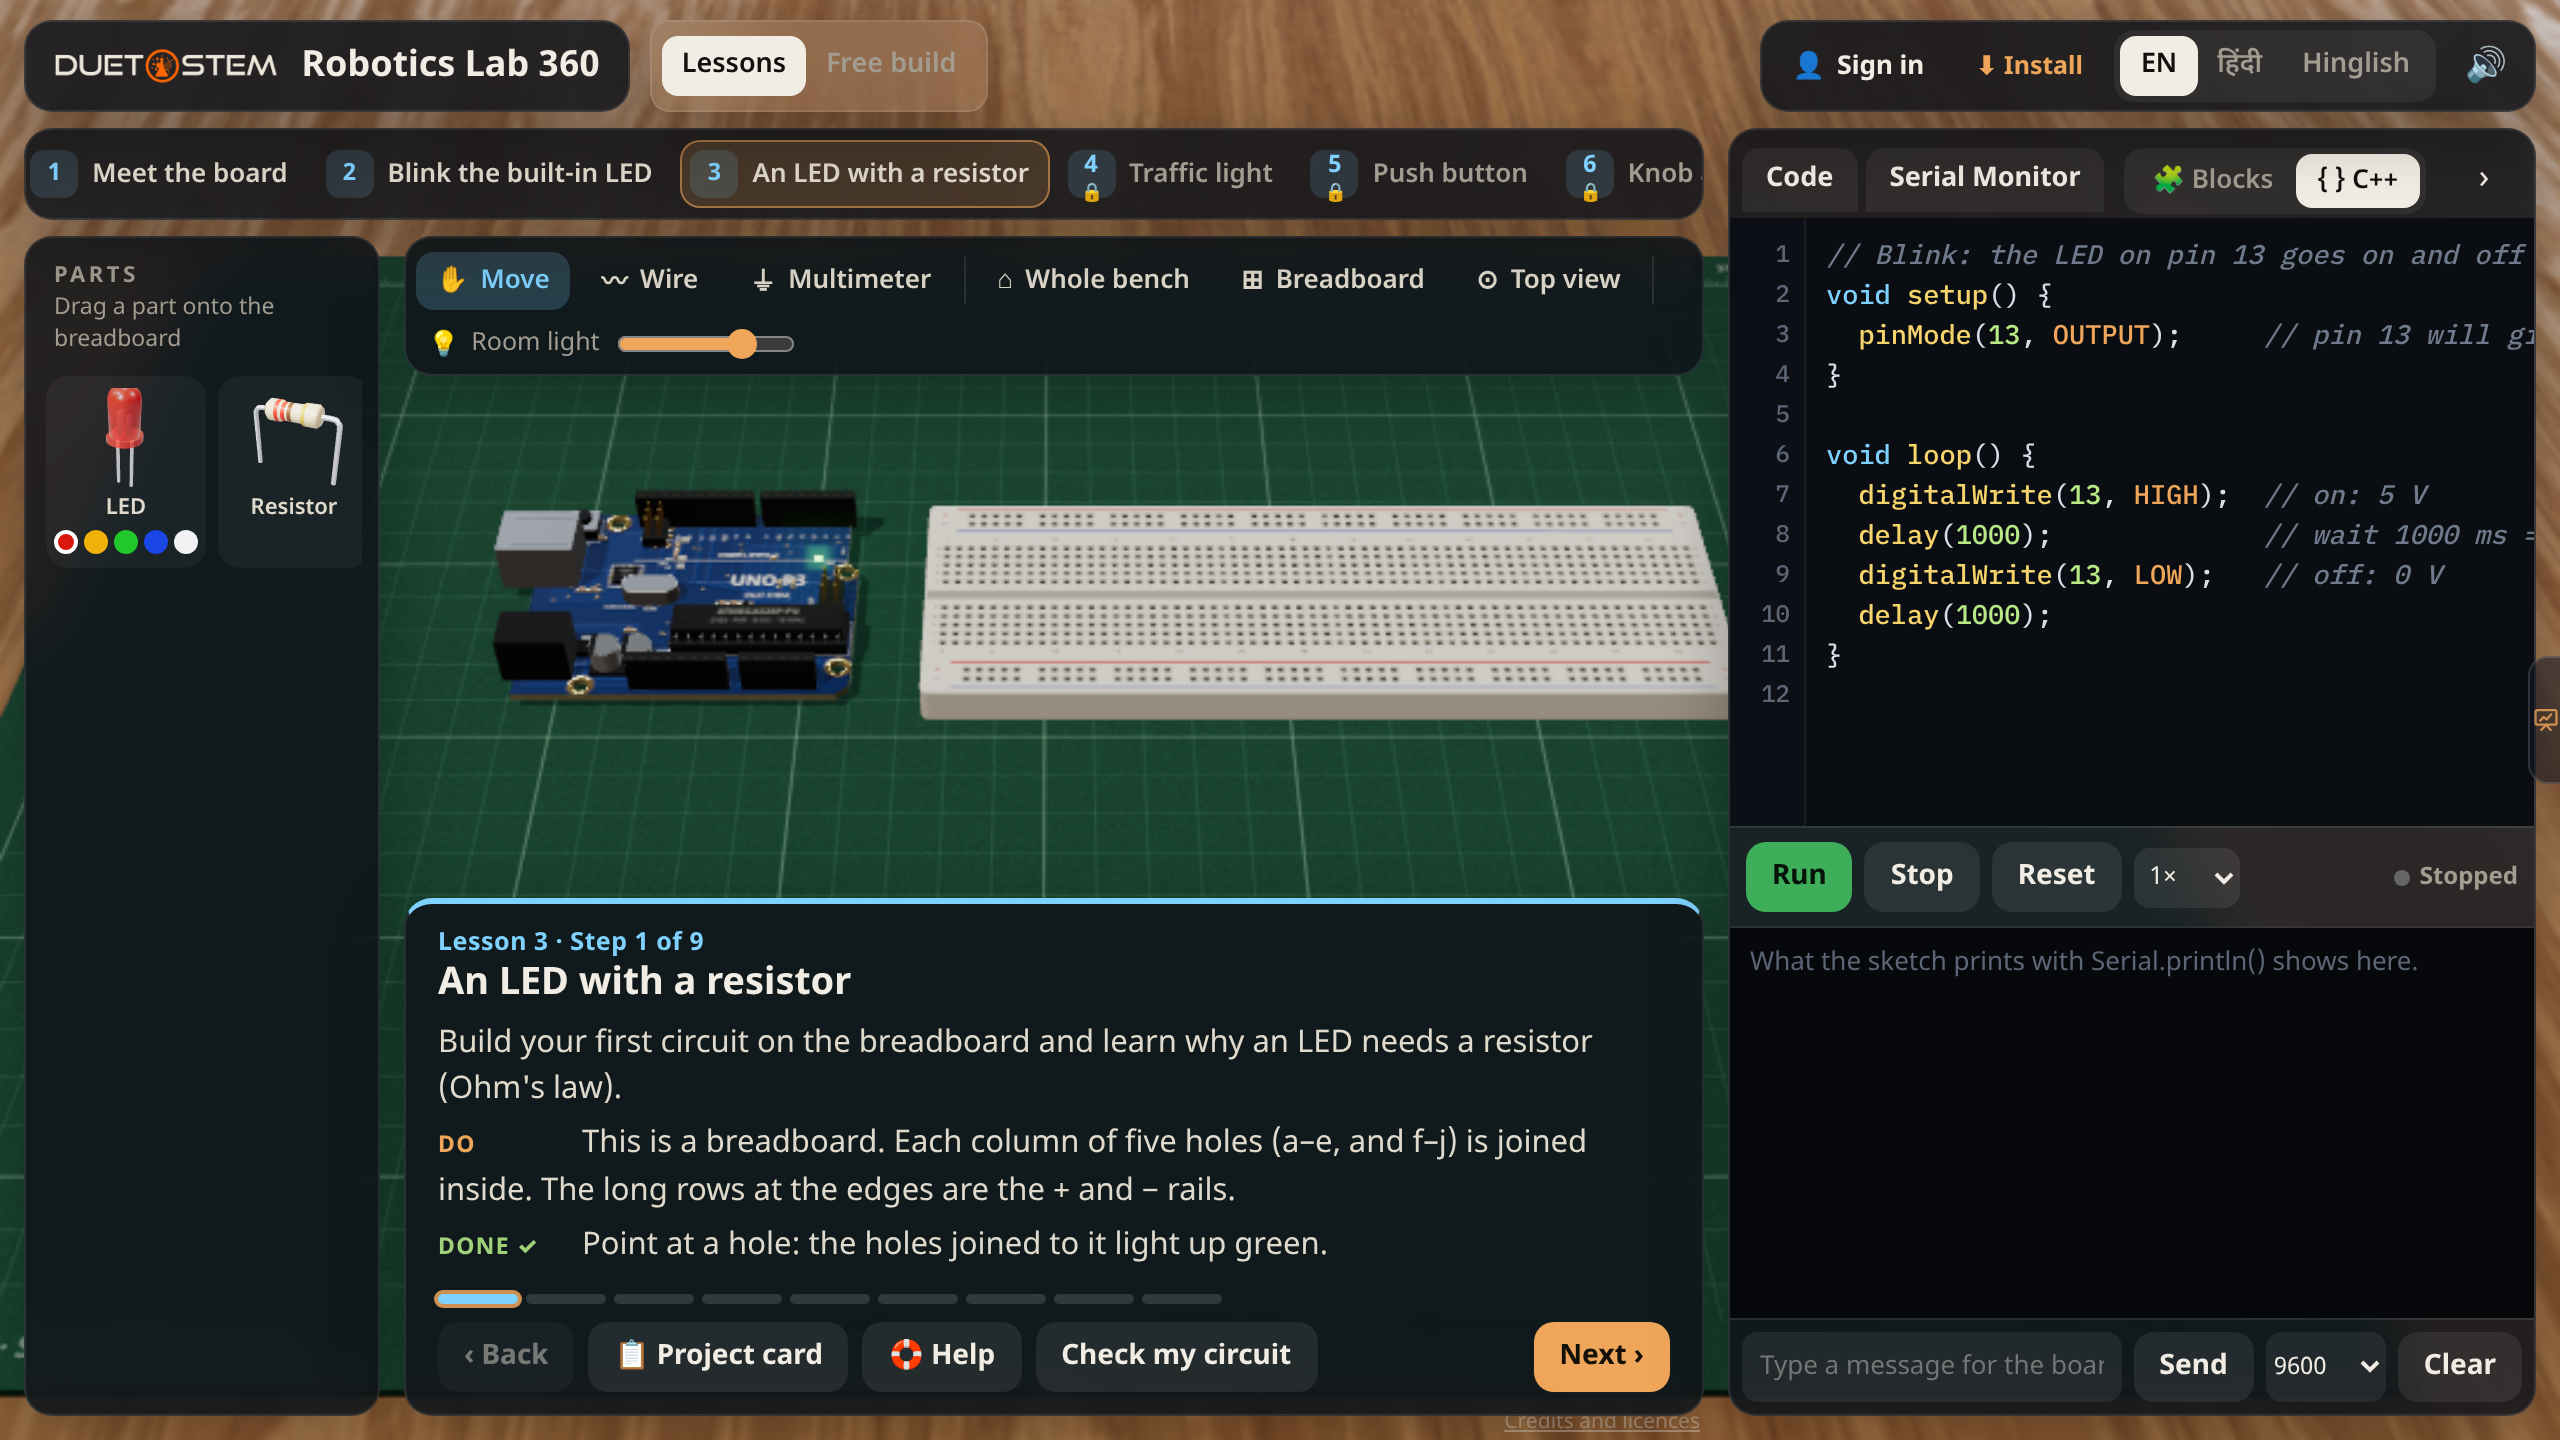 DUET STEM Robotics Lab 360
Lessons
Free build
👤 Sign in
⬇ Install
EN
हिंदी
Hinglish
1 Meet the board
2 Blink the built-in LED
3 An LED with a resistor
4 Traffic light
5 Push button
6 Knob
PARTS
Drag a part onto the
breadboard
LED
Resistor
Move
Wire
Multimeter
Whole bench
Breadboard
Top view
Room light
UNO R3
Lesson 3 · Step 1 of 9
An LED with a resistor
Build your first circuit on the breadboard and learn why an LED needs a resistor
(Ohm's law).
DO This is a breadboard. Each column of five holes (a–e, and f–j) is joined
inside. The long rows at the edges are the + and − rails.
DONE ✓ Point at a hole: the holes joined to it light up green.
‹ Back
Project card
Help
Check my circuit
Next ›
Credits and licences
Code
Serial Monitor
Blocks
{ } C++
›
1 // Blink: the LED on pin 13 goes on and off
2 void setup() {
3 pinMode(13, OUTPUT); // pin 13 will
4 }
5
6 void loop() {
7 digitalWrite(13, HIGH); // on: 5 V
8 delay(1000); // wait 1000 ms =
9 digitalWrite(13, LOW); // off: 0 V
10 delay(1000);
11 }
12
Run
Stop
Reset
1×
Stopped
What the sketch prints with Serial.println() shows here.
Type a message for the boar
Send
9600
Clear